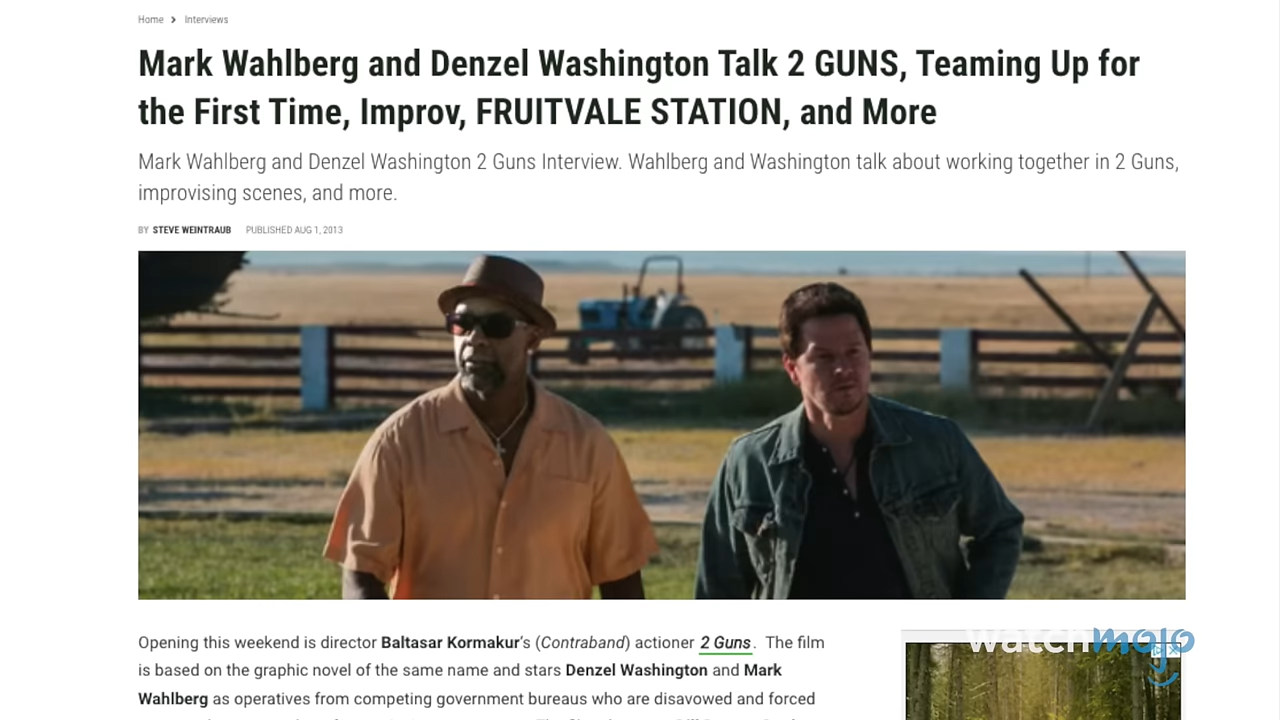 Home > Interviews
Mark Wahlberg and Denzel Washington Talk 2 GUNS, Teaming Up for
the First Time, Improv, FRUITVALE STATION, and More
Mark Wahlberg and Denzel Washington 2 Guns Interview. Wahlberg and Washington talk about working together in 2 Guns,
improvising scenes, and more.
BY STEVE WEINTRAUB PUBLISHED AUG 1, 2013
Opening this weekend is director Baltasar Kormakur's (Contraband) actioner 2 Guns. The film
is based on the graphic novel of the same name and stars Denzel Washington and Mark
Wahlberg as operatives from competing government bureaus who are disavowed and forced
watchmojo